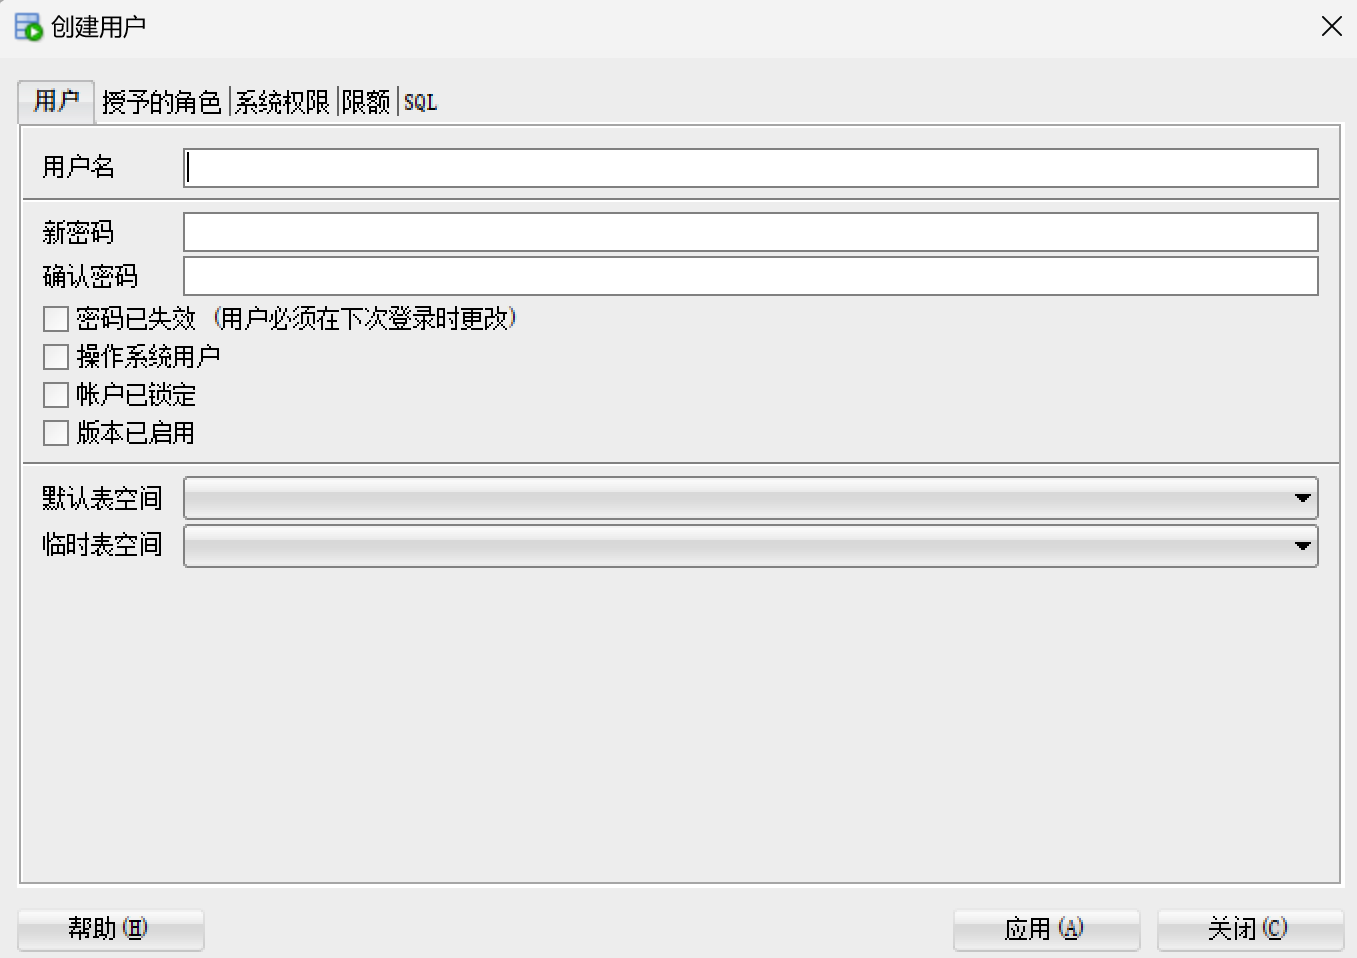 创建用户
用户 授予的角色 系统权限 限额 SQL
用户名
新密码
确认密码
密码已失效 (用户必须在下次登录时更改)
操作系统用户
帐户已锁定
版本已启用
默认表空间
临时表空间
帮助(H) 应用(A) 关闭(C)